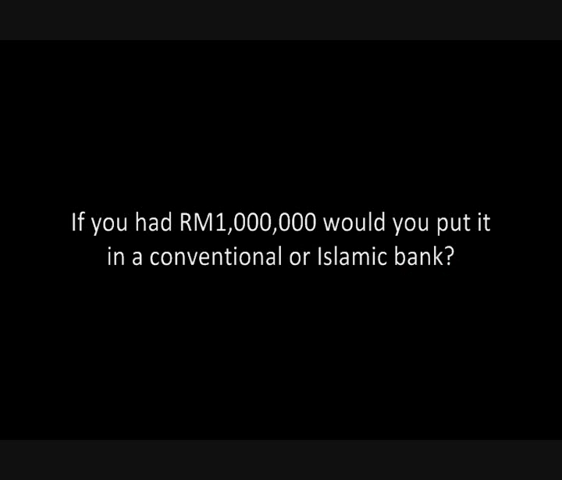 If you had RM1,000,000 would you put it
in a conventional or Islamic bank?